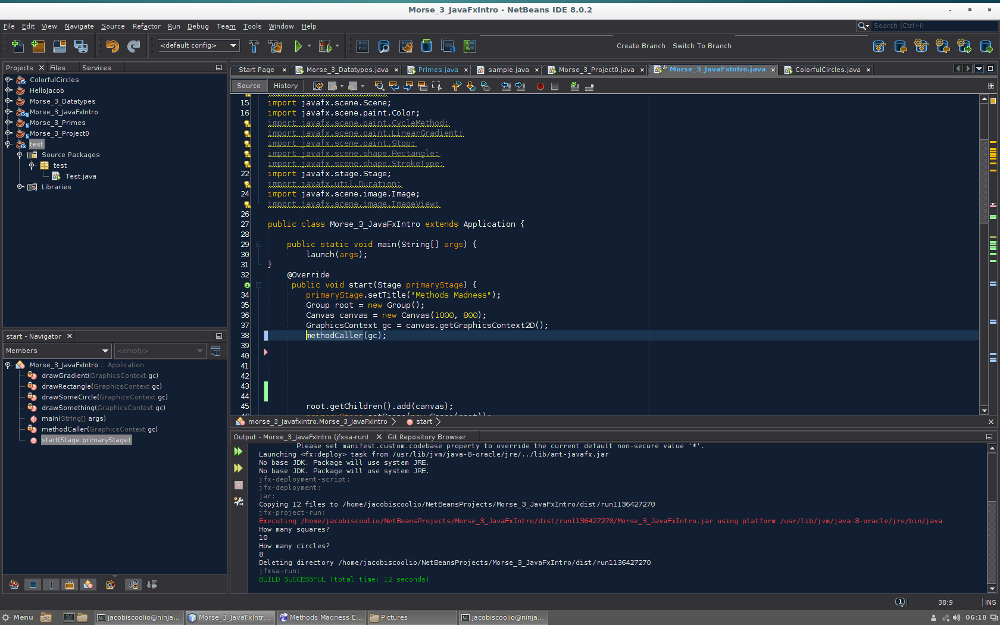 Morse_3_JavaFxIntro - NetBeans IDE 8.0.2
File Edit View Navigate Source Refactor Run Debug Team Tools Window Help
Search (Ctrl+I)
<default config>
Create Branch Switch To Branch
Projects Files Services
ColorfulCircles
HelloJacob
Morse_3_Datatypes
Morse_3_JavaFxIntro
Morse_3_Primes
Morse_3_Project0
test
Source Packages
test
Test.java
Libraries
start - Navigator
Members
<empty>
Morse_3_JavaFxIntro :: Application
drawGradient(GraphicsContext gc)
drawRectangle(GraphicsContext gc)
drawSomeCircle(GraphicsContext gc)
drawSomething(GraphicsContext gc)
main(String[] args)
methodCaller(GraphicsContext gc)
start(Stage primaryStage)
Start Page Morse_3_Datatypes.java Primes.java sample.java Morse_3_Project0.java Morse_3_JavaFxIntro.java ColorfulCircles.java
Source History
15 import javafx.scene.Scene;
16 import javafx.scene.paint.Color;
import javafx.scene.paint.CycleMethod;
import javafx.scene.paint.LinearGradient;
import javafx.scene.paint.Stop;
import javafx.scene.shape.Rectangle;
import javafx.scene.shape.StrokeType;
22 import javafx.stage.Stage;
import javafx.util.Duration;
24 import javafx.scene.image.Image;
import javafx.scene.image.ImageView;
26
27 public class Morse_3_JavaFxIntro extends Application {
28
29 public static void main(String[] args) {
30 launch(args);
31 }
32 @Override
public void start(Stage primaryStage) {
34 primaryStage.setTitle("Methods Madness");
35 Group root = new Group();
36 Canvas canvas = new Canvas(1000, 800);
37 GraphicsContext gc = canvas.getGraphicsContext2D();
38 methodCaller(gc);
39
40
41
42
43
44
45 root.getChildren().add(canvas);
46 primaryStage.setScene(new Scene(root));
morse_3_javafxintro.Morse_3_JavaFxIntro start
Output - Morse_3_JavaFxIntro (jfxsa-run) Git Repository Browser
Please set manifest.custom.codebase property to override the current default non-secure value '*'.
Launching <fx:deploy> task from /usr/lib/jvm/java-8-oracle/jre/../lib/ant-javafx.jar
No base JDK. Package will use system JRE.
No base JDK. Package will use system JRE.
jfx-deployment-script:
jfx-deployment:
jar:
Copying 12 files to /home/jacobiscoolio/NetBeansProjects/Morse_3_JavaFxIntro/dist/run1136427270
jfx-project-run:
Executing /home/jacobiscoolio/NetBeansProjects/Morse_3_JavaFxIntro/dist/run1136427270/Morse_3_JavaFxIntro.jar using platform /usr/lib/jvm/java-8-oracle/jre/bin/java
How many squares?
10
How many circles?
8
Deleting directory /home/jacobiscoolio/NetBeansProjects/Morse_3_JavaFxIntro/dist/run1136427270
jfxsa-run:
BUILD SUCCESSFUL (total time: 12 seconds)
1 38:9 INS
Menu jacobiscoolio@ninja... Morse_3_JavaFxIntr... Methods Madness E... Pictures jacobiscoolio@ninja... 06:18